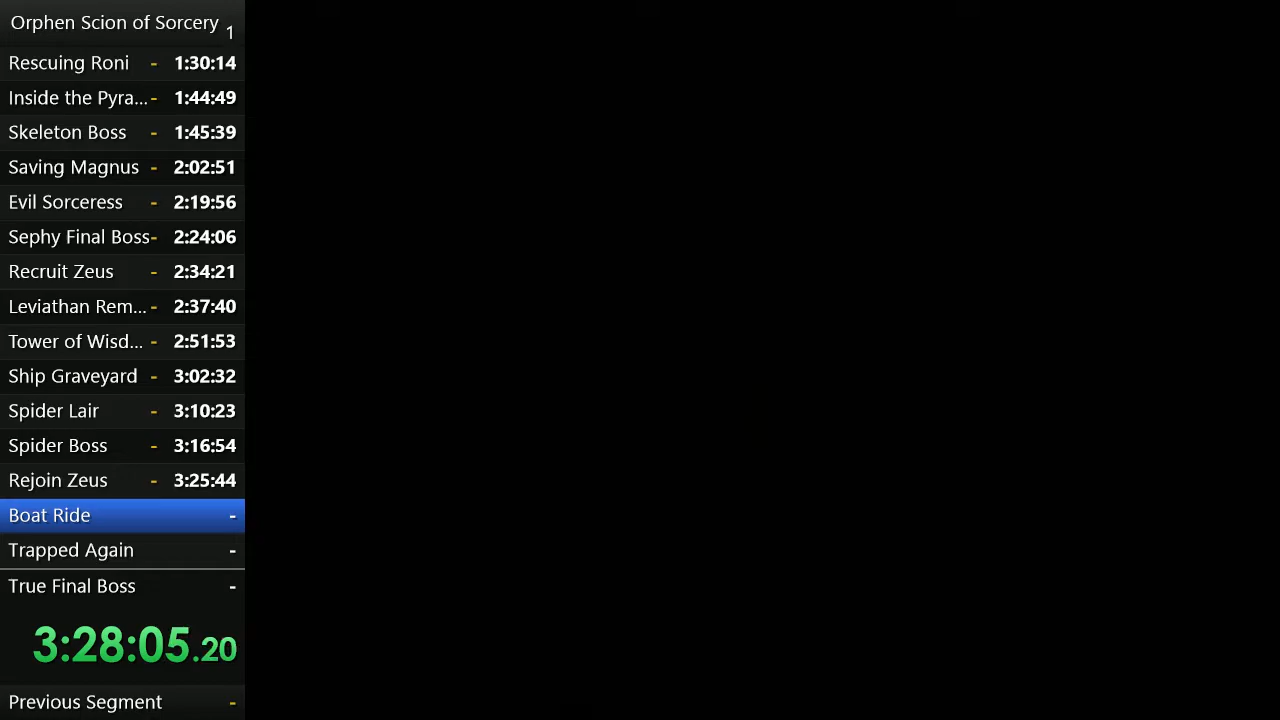 Orphen Scion of Sorcery 1
Rescuing Roni - 1:30:14
Inside the Pyra... - 1:44:49
Skeleton Boss - 1:45:39
Saving Magnus - 2:02:51
Evil Sorceress - 2:19:56
Sephy Final Boss - 2:24:06
Recruit Zeus - 2:34:21
Leviathan Rem... - 2:37:40
Tower of Wisd... - 2:51:53
Ship Graveyard - 3:02:32
Spider Lair - 3:10:23
Spider Boss - 3:16:54
Rejoin Zeus - 3:25:44
Boat Ride -
Trapped Again -
True Final Boss -
3:28:05.20
Previous Segment -